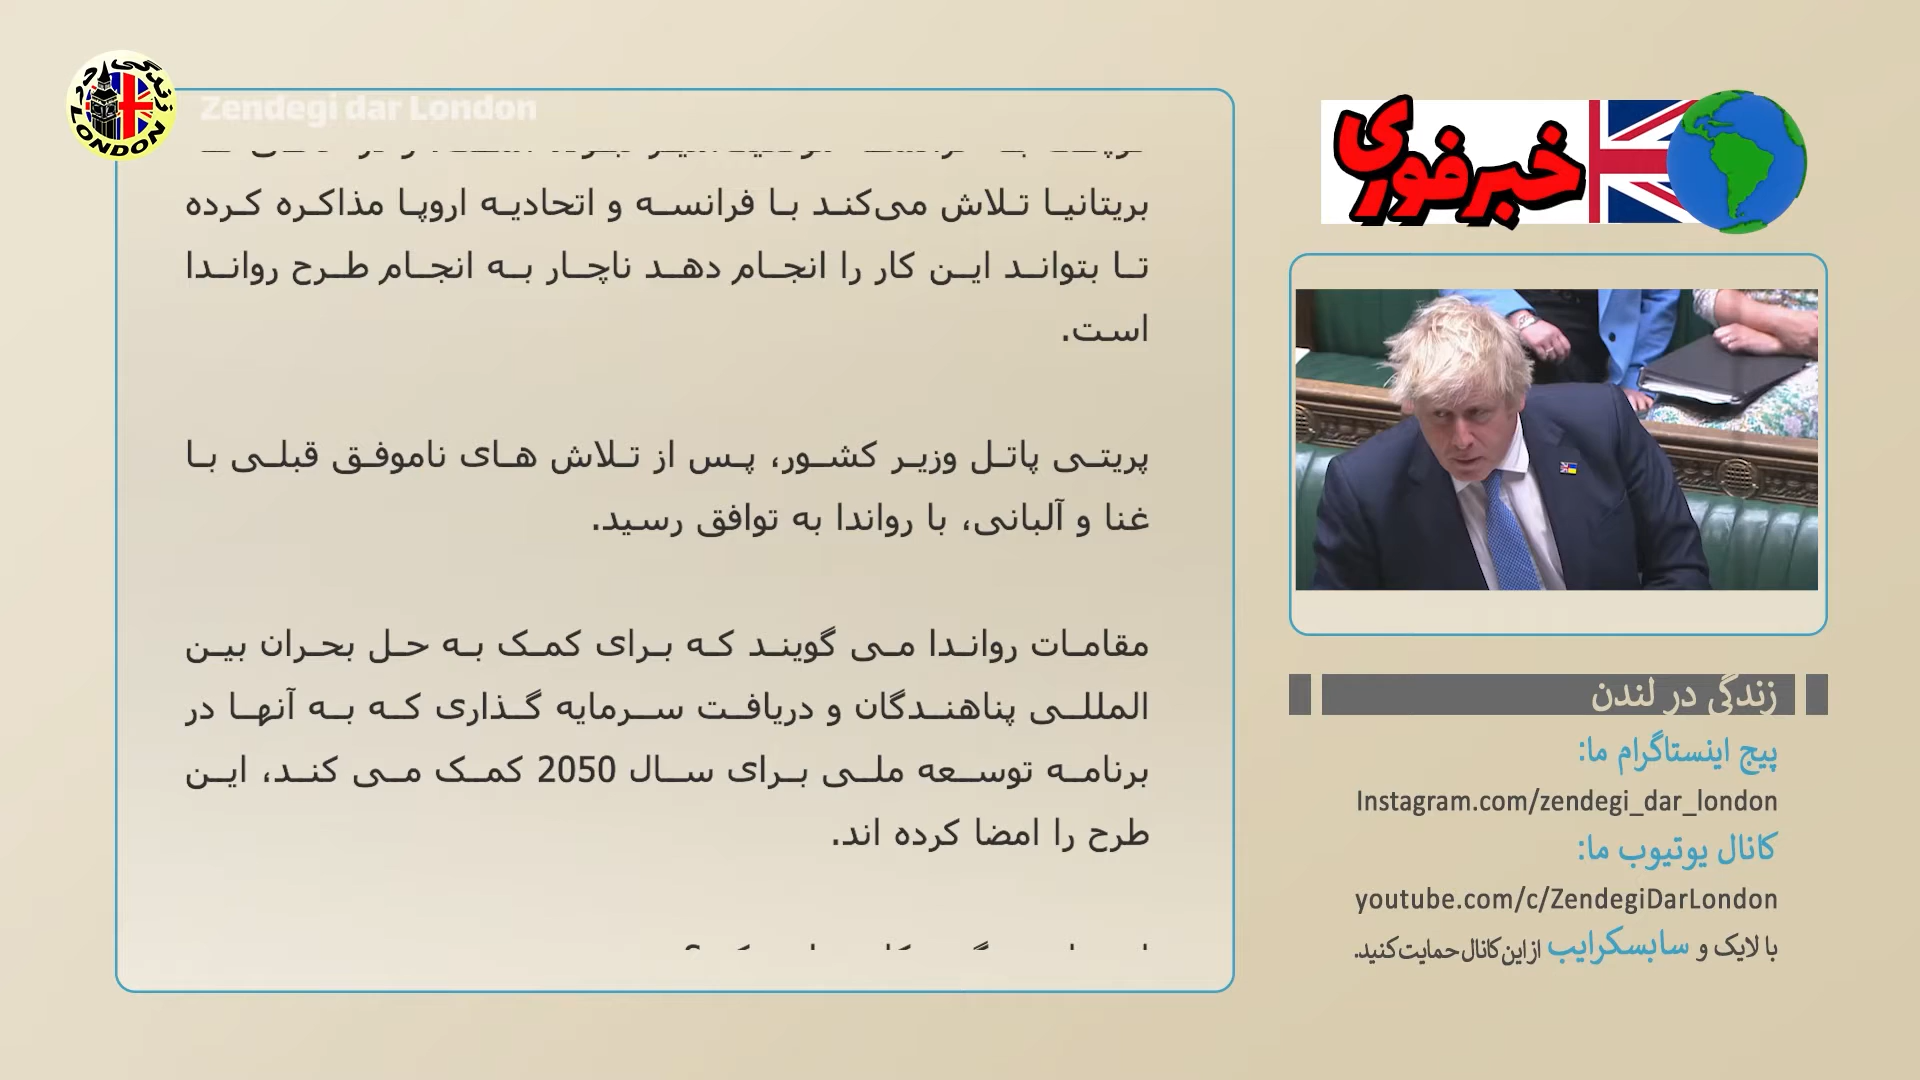 زندگی در
LONDON
Zendegi dar London
بریتانیا تلاش می‌کند با فرانسه و اتحادیه اروپا مذاکره کرده
تا بتواند این کار را انجام دهد ناچار به انجام طرح رواندا
است.
پریتی پاتل وزیر کشور، پس از تلاش های ناموفق قبلی با
غنا و آلبانی، با رواندا به توافق رسید.
مقامات رواندا می گویند که برای کمک به حل بحران بین
المللی پناهندگان و دریافت سرمایه گذاری که به آنها در
برنامه توسعه ملی برای سال 2050 کمک می کند، این
طرح را امضا کرده اند.
خبرفوری
زندگی در لندن
پیج اینستاگرام ما:
Instagram.com/zendegi_dar_london
کانال یوتیوب ما:
youtube.com/c/ZendegiDarLondon
با لایک و سابسکرایب از این کانال حمایت کنید.